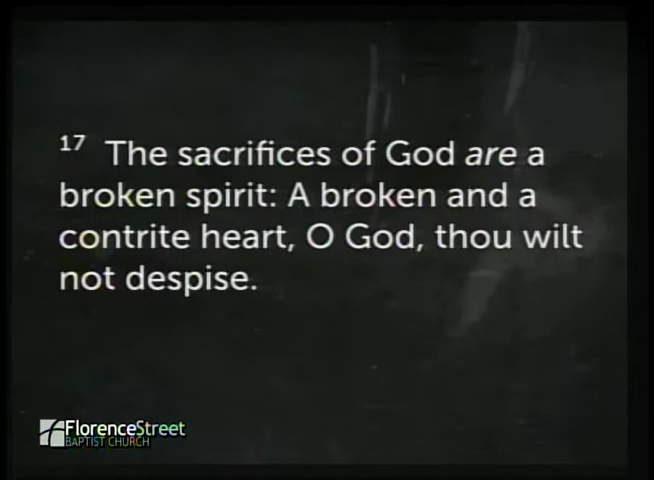 17 The sacrifices of God are a
broken spirit: A broken and a
contrite heart, O God, thou wilt
not despise.
FlorenceStreet
BAPTIST CHURCH